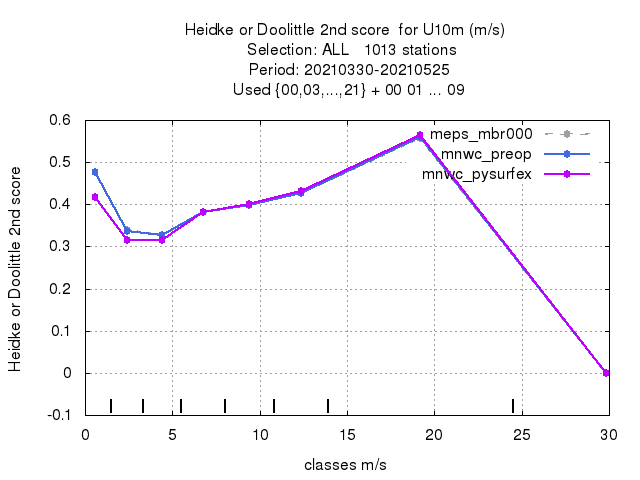 Heidke or Doolittle 2nd score  for U10m (m/s)
Selection: ALL   1013 stations
Period: 20210330-20210525
Used {00,03,...,21} + 00 01 ... 09
meps_mbr000
mnwc_preop
mnwc_pysurfex
Heidke or Doolittle 2nd score
0.6
0.5
0.4
0.3
0.2
0.1
0
-0.1
0 5 10 15 20 25 30
classes m/s